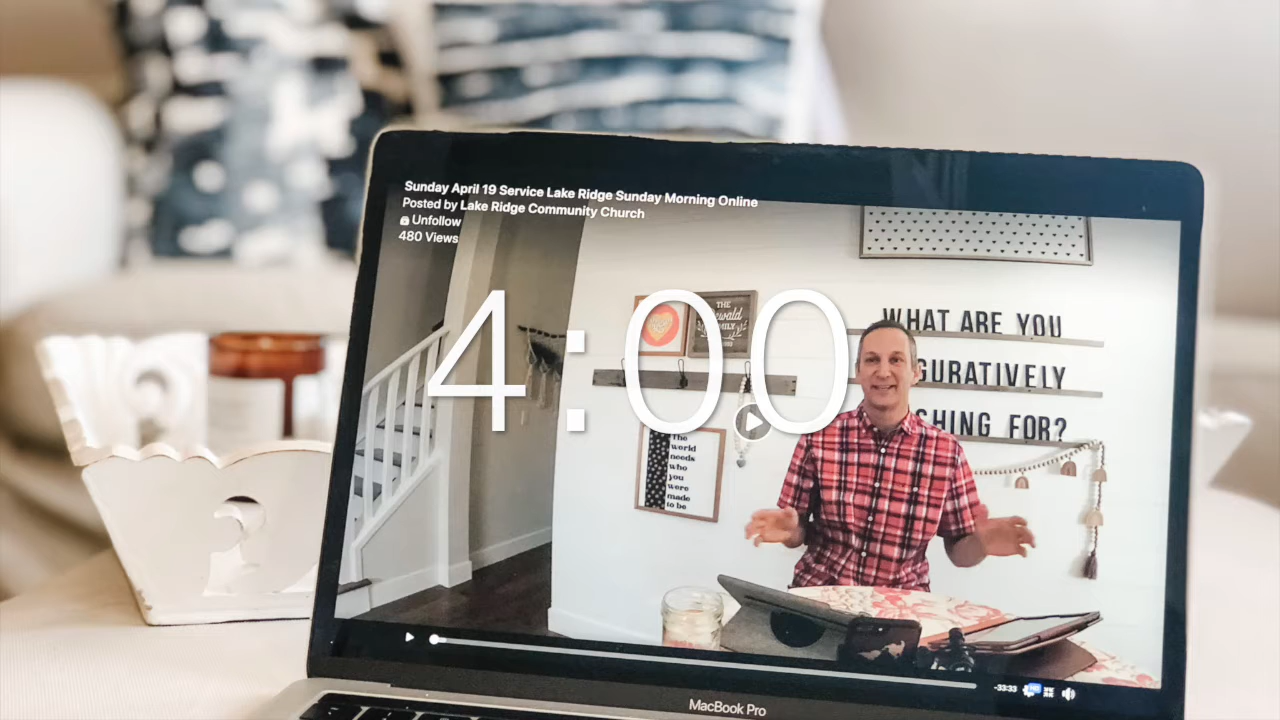 Sunday April 19 Service Lake Ridge Sunday Morning Online
Posted by Lake Ridge Community Church
Unfollow
480 Views
4:00
THE
FAMILY
WHAT ARE YOU
GURATIVELY
SHING FOR?
The
world
needs
who
you
were
made
to be
-33:33
MacBook Pro